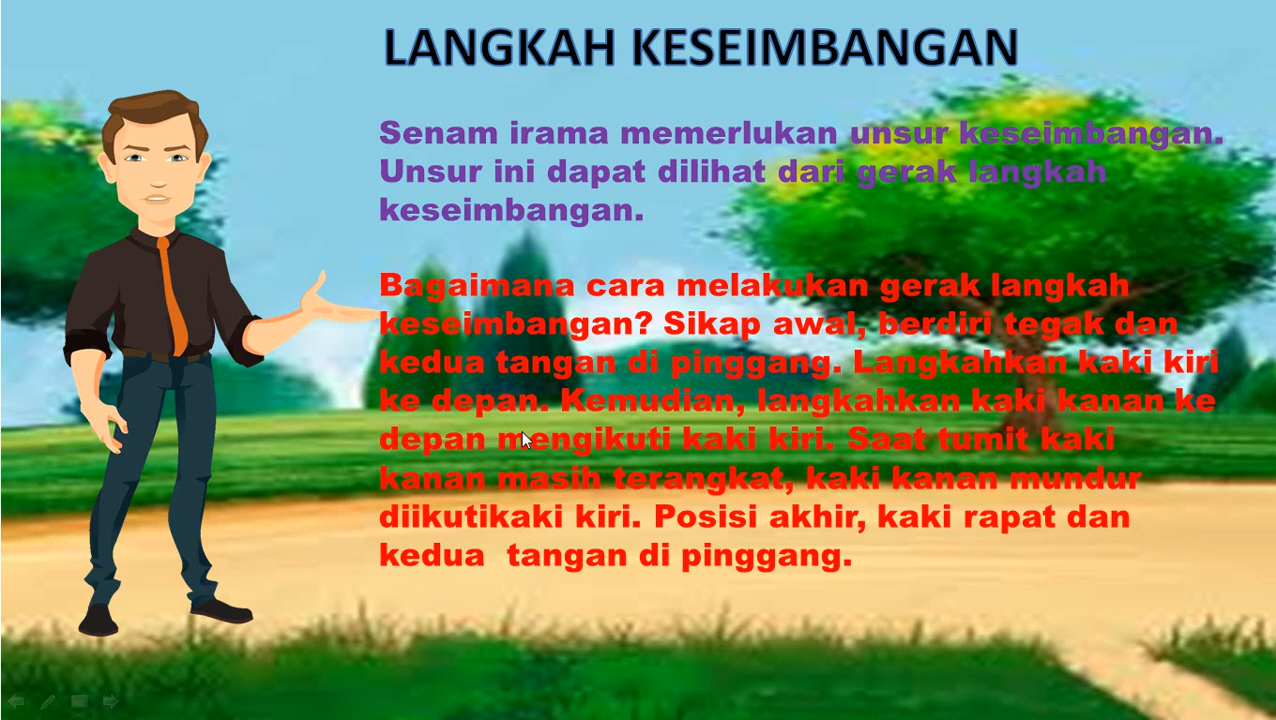 LANGKAH KESEIMBANGAN
Senam irama memerlukan unsur keseimbangan.
Unsur ini dapat dilihat dari gerak langkah
keseimbangan.
Bagaimana cara melakukan gerak langkah
keseimbangan? Sikap awal, berdiri tegak dan
kedua tangan di pinggang. Langkahkan kaki kiri
ke depan. Kemudian, langkahkan kaki kanan ke
depan mengikuti kaki kiri. Saat tumit kaki
kanan masih terangkat, kaki kanan mundur
diikutikaki kiri. Posisi akhir, kaki rapat dan
kedua  tangan di pinggang.